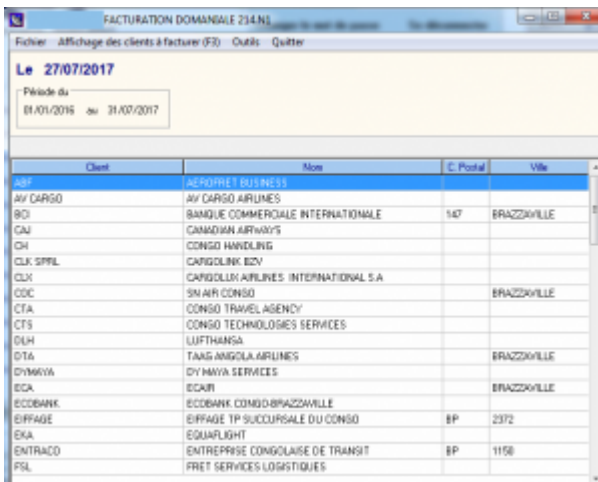 FACTURATION DOMANIALE 214.N1
Fichier Affichage des clients à facturer (F3) Outils Quitter
Le 27/07/2017
Période du
01/01/2016 au 31/07/2017
Client Nom C. Postal Ville
ABF AEROFRET BUSINESS
AV CARGO AV CARGO AIRLINES
BCI BANQUE COMMERCIALE INTERNATIONALE 147 BRAZZAVILLE
CAJ CANADIAN AIRWAYS
CH CONGO HANDLING
CLK SPRL CARGOLINK BZV
CLX CARGOLUX AIRLINES INTERNATIONAL S.A
COC SN AIR CONGO BRAZZAVILLE
CTA CONGO TRAVEL AGENCY
CTS CONGO TECHNOLOGIES SERVICES
DLH LUFTHANSA
DTA TAAG ANGOLA AIRLINES BRAZZAVILLE
DYMAYA DY MAYA SERVICES
ECA ECAIR BRAZZAVILLE
ECOBANK ECOBANK CONGO-BRAZZAVILLE
EIFFAGE EIFFAGE TP SUCCURSALE DU CONGO BP 2372
EKA EQUAFLIGHT
ENTRACO ENTREPRISE CONGOLAISE DE TRANSIT BP 1158
FSL FRET SERVICES LOGISTIQUES